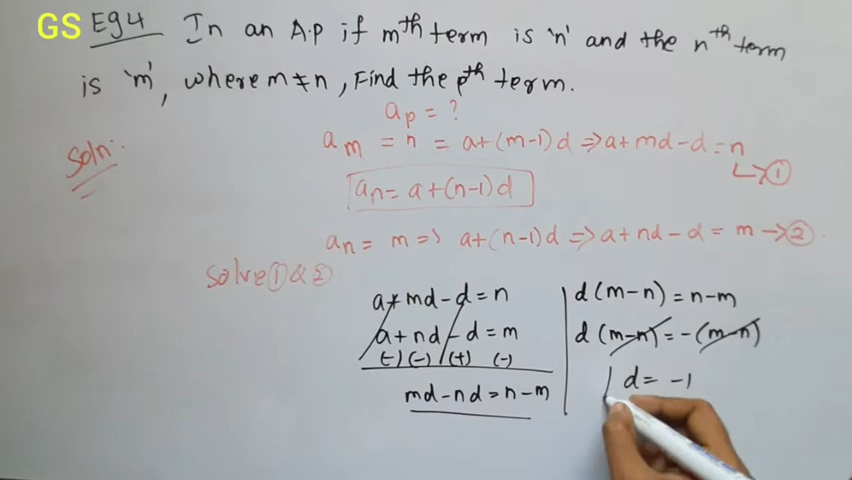 GS Eg4 In an A.P if mth term is 'n' and the nth term
is 'm', where m≠n, Find the pth term.
ap = ?
Soln:
am = n = a+(m-1)d ⇒ a+md-d = n
↳ ①
an = a+(n-1)d
an = m ⇒ a+(n-1)d ⇒ a+nd-d = m → ②
Solve ① & ②
a+md-d = n
a+nd-d = m
(-) (-) (+) (-)
md-nd = n-m
d(m-n) = n-m
d(m-n) = -(m-n)
d = -1